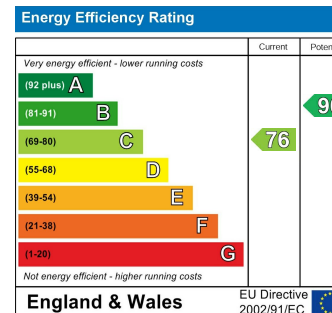 Energy Efficiency Rating
Current
Very energy efficient - lower running costs
(92 plus) A
(81-91) B
(69-80) C
76
(55-68) D
(39-54) E
(21-38) F
(1-20) G
Not energy efficient - higher running costs
England & Wales
EU Directive
2002/91/EC